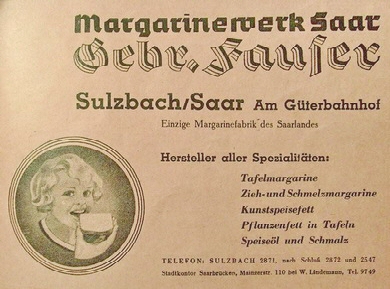 Margarinewerk Saar
Gebr. Fauser
Sulzbach/Saar Am Güterbahnhof
Einzige Margarinefabrik des Saarlandes
Hersteller aller Spezialitäten:
Tafelmargarine
Zieh- und Schmelzmargarine
Kunstspeisefett
Pflanzenfett in Tafeln
Speiseöl und Schmalz
TELEFON: SULZBACH 2871, nach Schluß 2872 und 2547
Stadtkontor Saarbrücken, Mainzerstr. 110 bei W. Lindemann, Tel. 9749